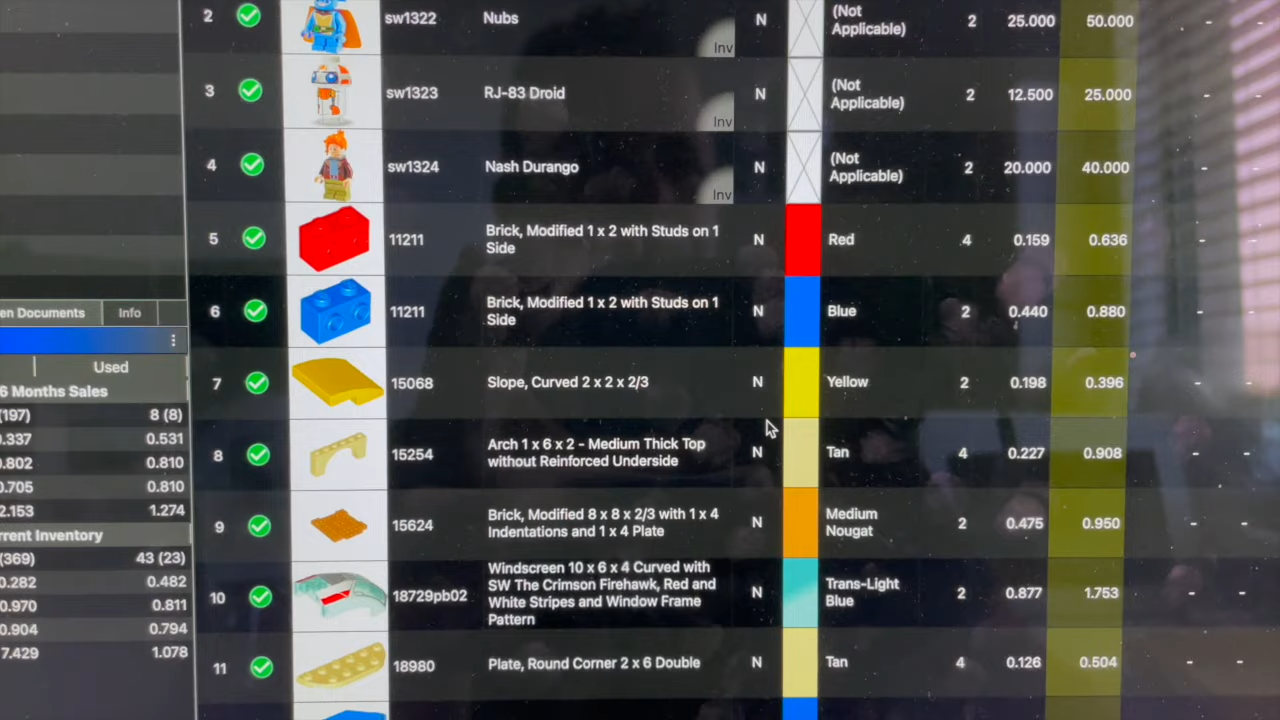 2 sw1322 Nubs Inv N (Not Applicable) 2 25.000 50.000 - -
3 sw1323 RJ-83 Droid Inv N (Not Applicable) 2 12.500 25.000 - -
4 sw1324 Nash Durango Inv N (Not Applicable) 2 20.000 40.000 - -
5 11211 Brick, Modified 1 x 2 with Studs on 1 Side N Red 4 0.159 0.636 - -
6 11211 Brick, Modified 1 x 2 with Studs on 1 Side N Blue 2 0.440 0.880 - -
7 15068 Slope, Curved 2 x 2 x 2/3 N Yellow 2 0.198 0.396 - -
8 15254 Arch 1 x 6 x 2 - Medium Thick Top without Reinforced Underside N Tan 4 0.227 0.908 - -
9 15624 Brick, Modified 8 x 8 x 2/3 with 1 x 4 Indentations and 1 x 4 Plate N Medium Nougat 2 0.475 0.950 - -
10 18729pb02 Windscreen 10 x 6 x 4 Curved with SW The Crimson Firehawk, Red and White Stripes and Window Frame Pattern N Trans-Light Blue 2 0.877 1.753 - -
11 18980 Plate, Round Corner 2 x 6 Double N Tan 4 0.126 0.504 - -
en Documents Info
Used
6 Months Sales
(197) 8 (8)
0.337 0.531
0.802 0.810
0.705 0.810
2.153 1.274
rrent Inventory
(369) 43 (23)
0.282 0.482
0.970 0.811
0.904 0.794
7.429 1.078